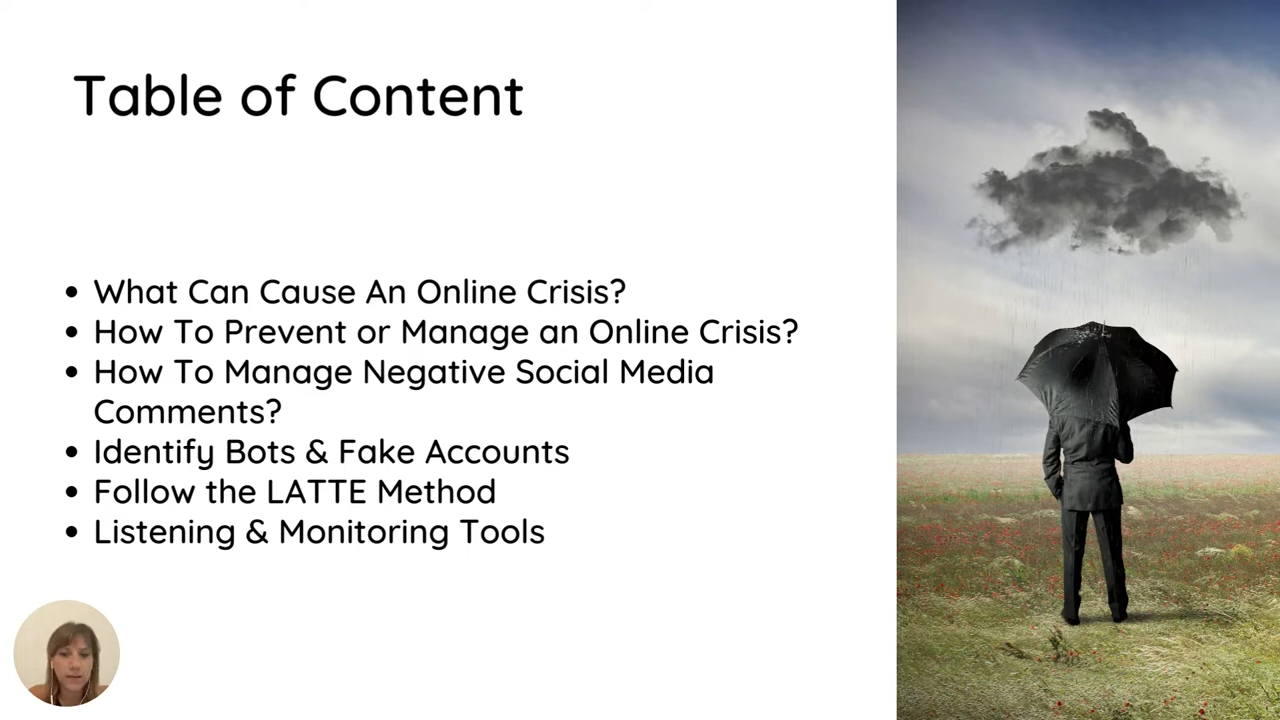 Table of Content
• What Can Cause An Online Crisis?
• How To Prevent or Manage an Online Crisis?
• How To Manage Negative Social Media
Comments?
• Identify Bots & Fake Accounts
• Follow the LATTE Method
• Listening & Monitoring Tools